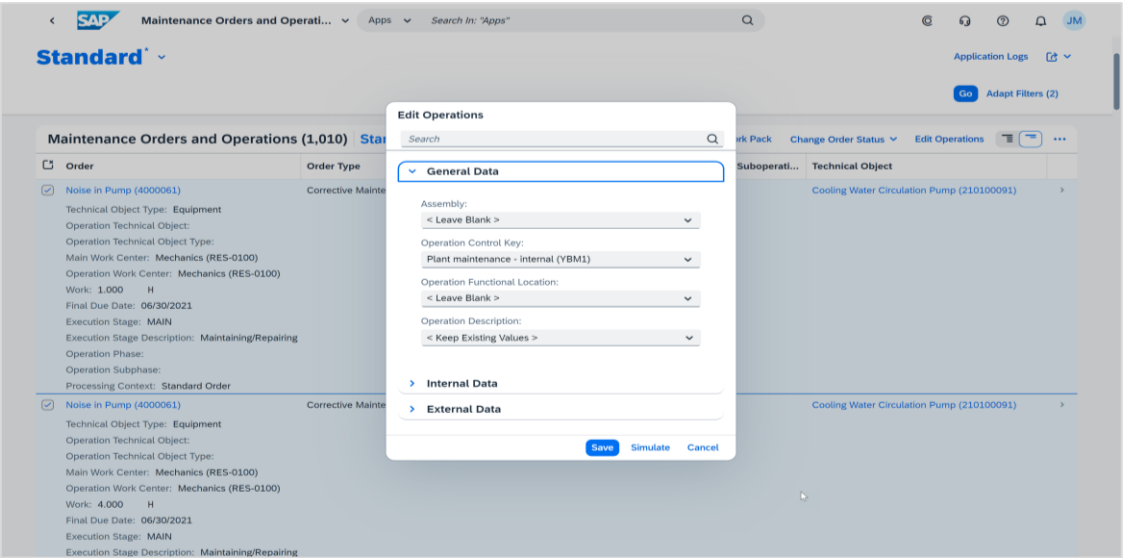 SAP Maintenance Orders and Operati... Apps Search In: "Apps" JM
Standard*
Application Logs
Go Adapt Filters (2)
Maintenance Orders and Operations (1,010) Star rk Pack Change Order Status Edit Operations
Order Order Type Suboperati... Technical Object
Noise in Pump (4000061) Corrective Mainte Cooling Water Circulation Pump (210100091)
Technical Object Type: Equipment
Operation Technical Object:
Operation Technical Object Type:
Main Work Center: Mechanics (RES-0100)
Operation Work Center: Mechanics (RES-0100)
Work: 1.000 H
Final Due Date: 06/30/2021
Execution Stage: MAIN
Execution Stage Description: Maintaining/Repairing
Operation Phase:
Operation Subphase:
Processing Context: Standard Order
Noise in Pump (4000061) Corrective Mainte Cooling Water Circulation Pump (210100091)
Technical Object Type: Equipment
Operation Technical Object:
Operation Technical Object Type:
Main Work Center: Mechanics (RES-0100)
Operation Work Center: Mechanics (RES-0100)
Work: 4.000 H
Final Due Date: 06/30/2021
Execution Stage: MAIN
Execution Stage Description: Maintaining/Repairing
Edit Operations
Search
General Data
Assembly:
< Leave Blank >
Operation Control Key:
Plant maintenance - internal (YBM1)
Operation Functional Location:
< Leave Blank >
Operation Description:
< Keep Existing Values >
Internal Data
External Data
Save Simulate Cancel